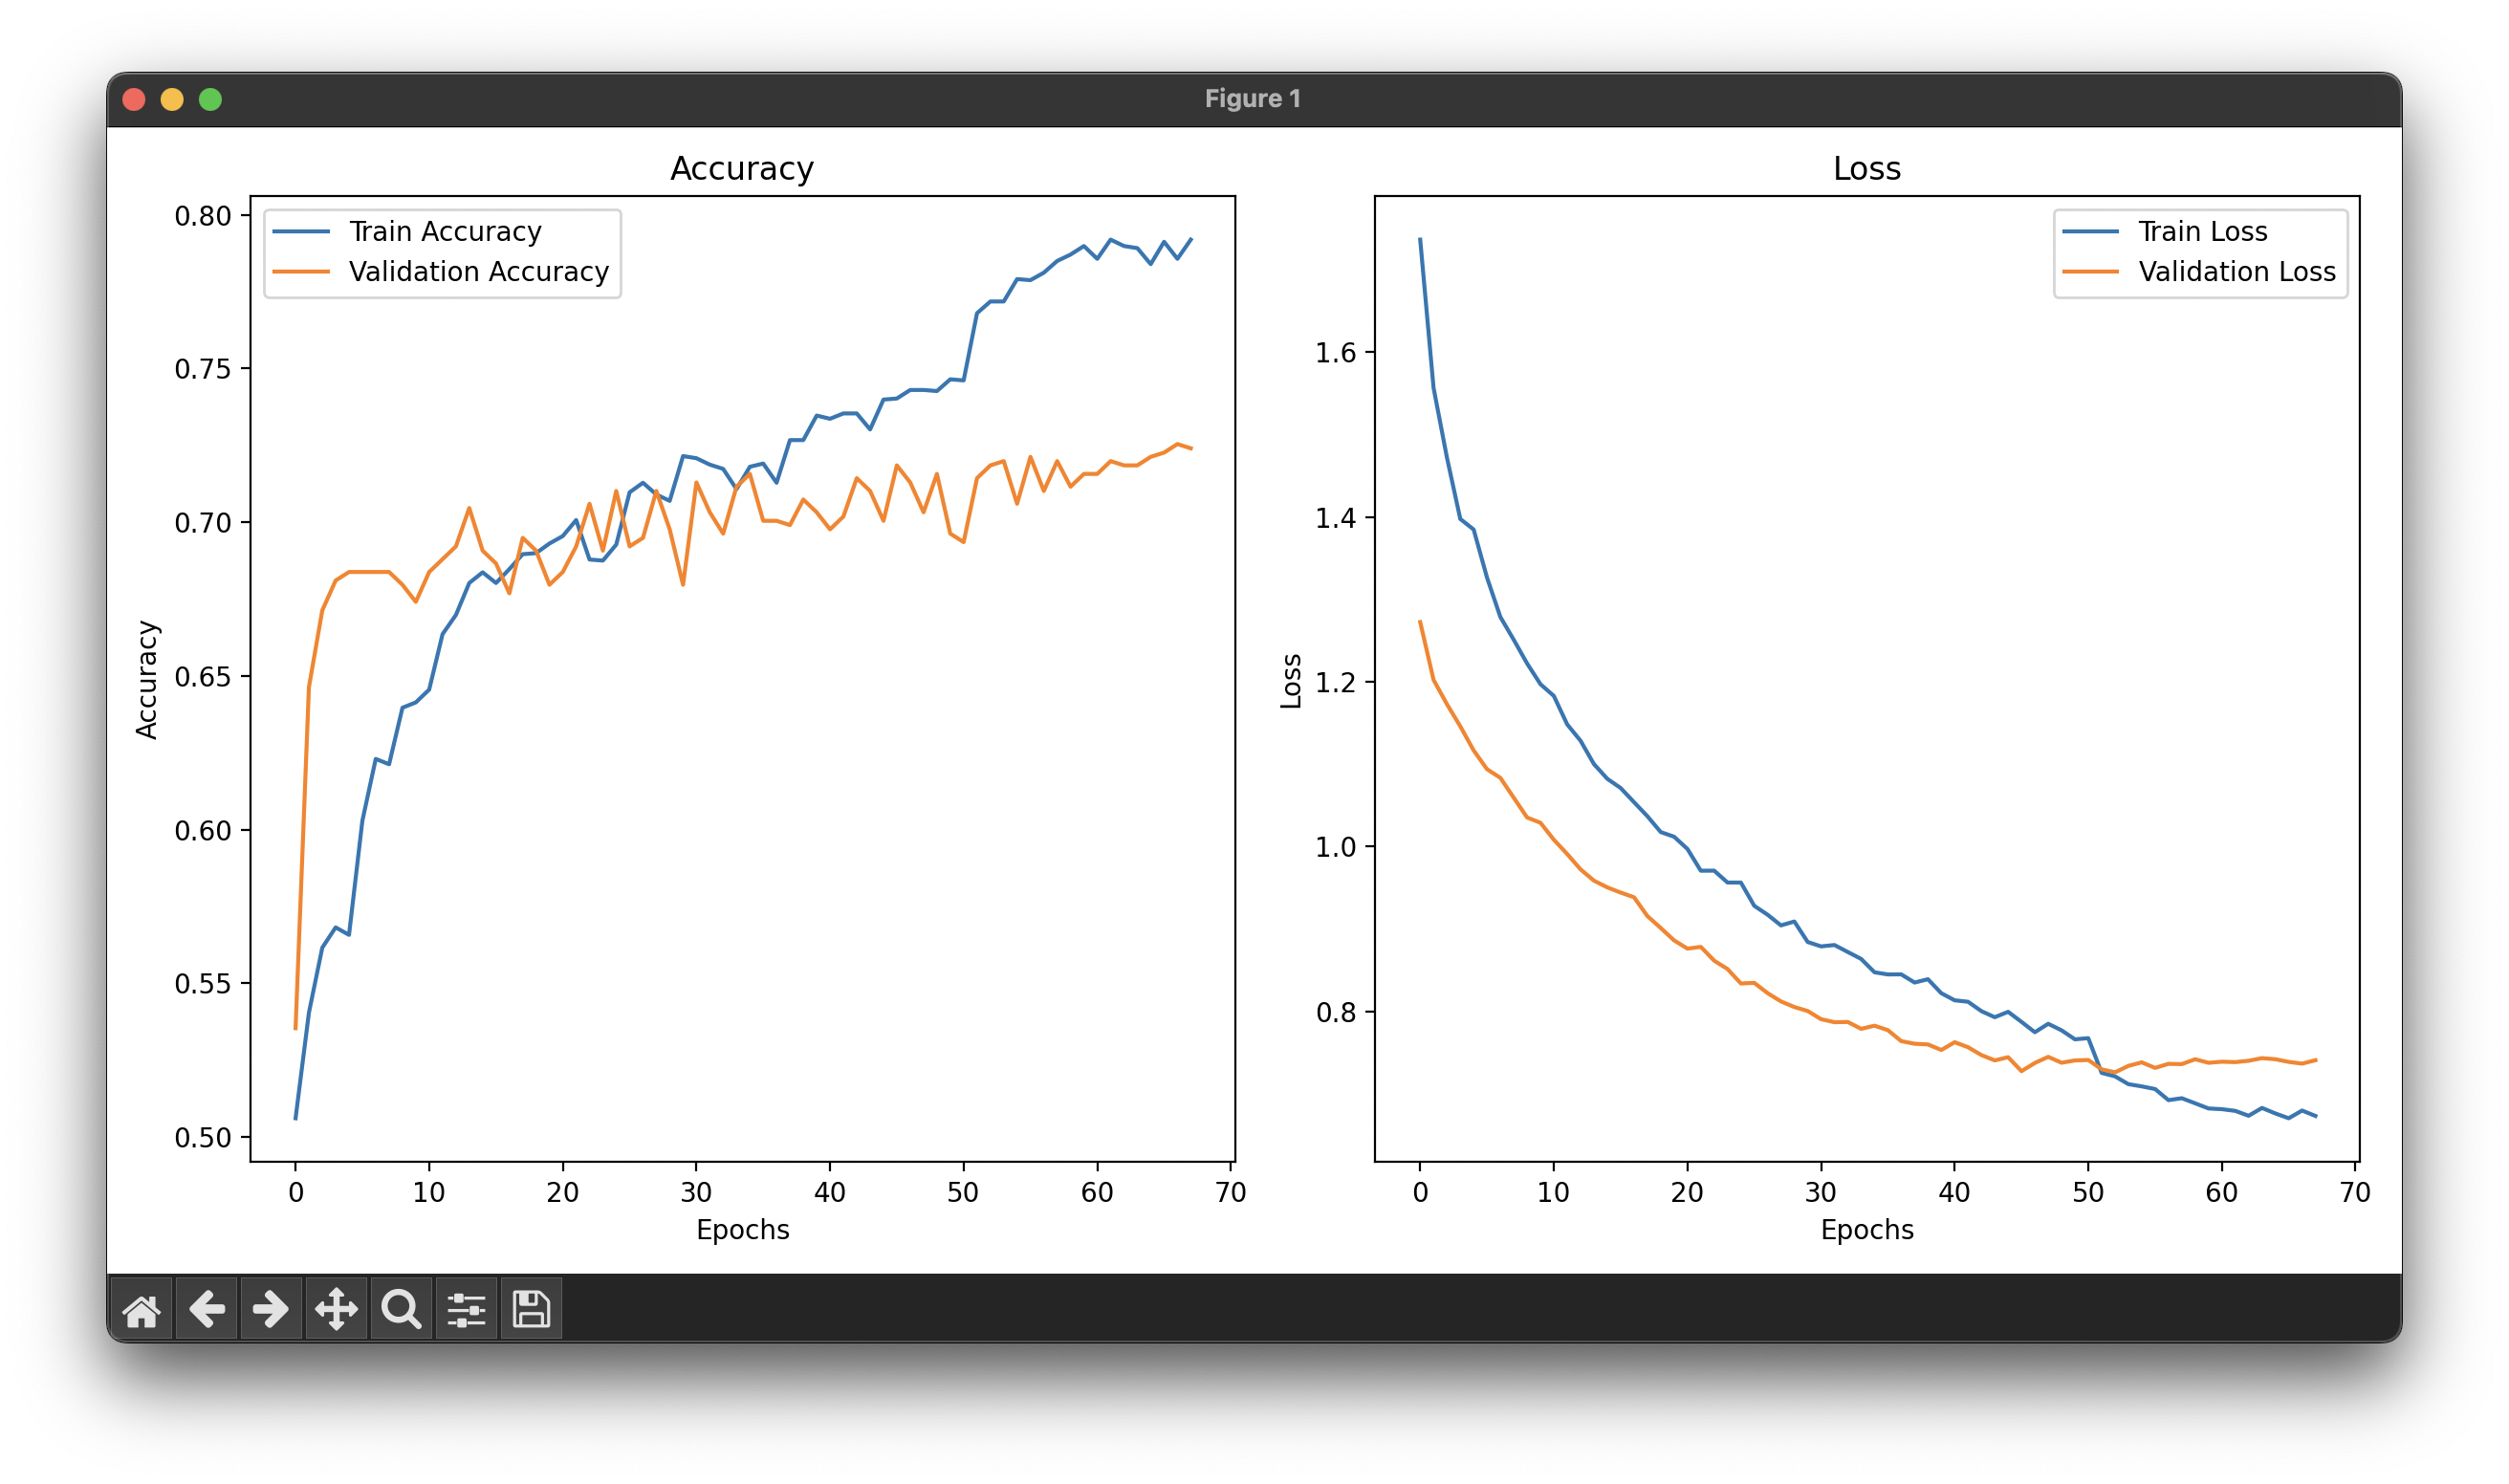 Figure 1
Accuracy
Train Accuracy
Validation Accuracy
0.80
0.75
0.70
0.65
0.60
0.55
0.50
Accuracy
0 10 20 30 40 50 60 70
Epochs
Loss
Train Loss
Validation Loss
1.6
1.4
1.2
1.0
0.8
Loss
0 10 20 30 40 50 60 70
Epochs